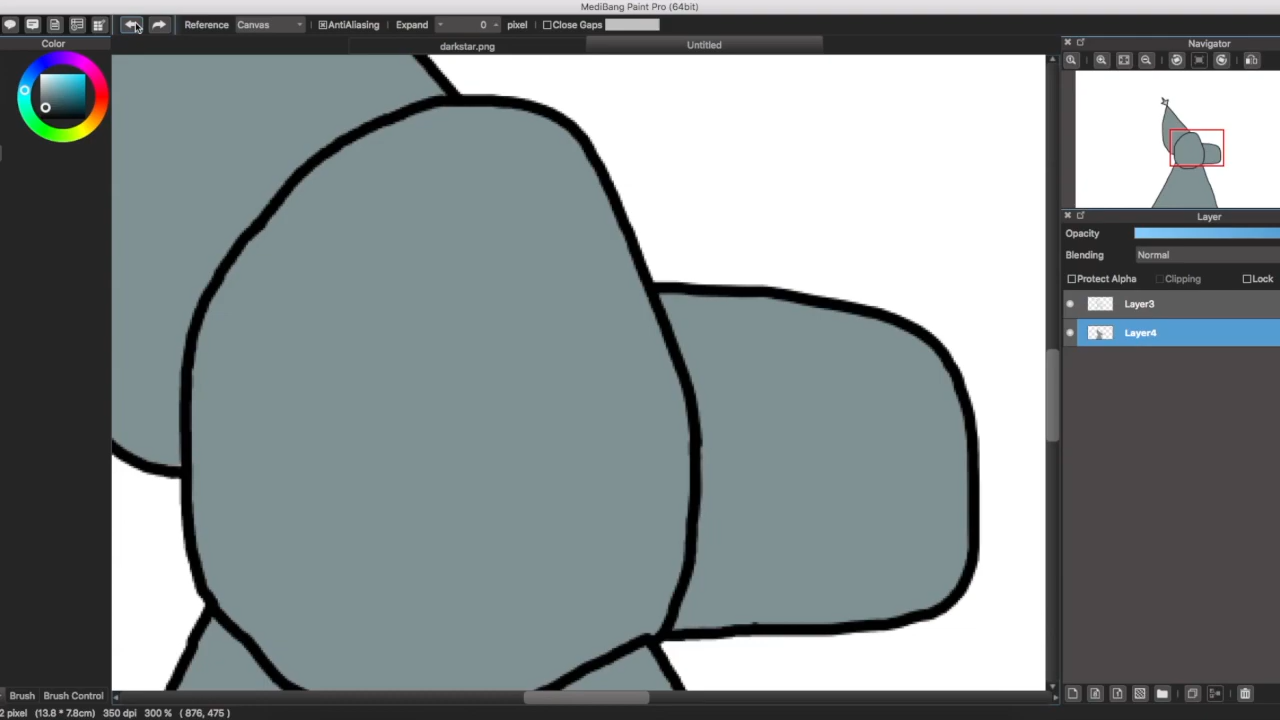 MediBang Paint Pro (64bit)
Reference Canvas AntiAliasing Expand 0 pixel Close Gaps
Color
darkstar.png Untitled
Navigator
Layer
Opacity
Blending Normal
Protect Alpha Clipping Lock
Layer3
Layer4
Brush Brush Control
2 pixel (13.8 * 7.8cm) 350 dpi 300 % ( 876, 475 )